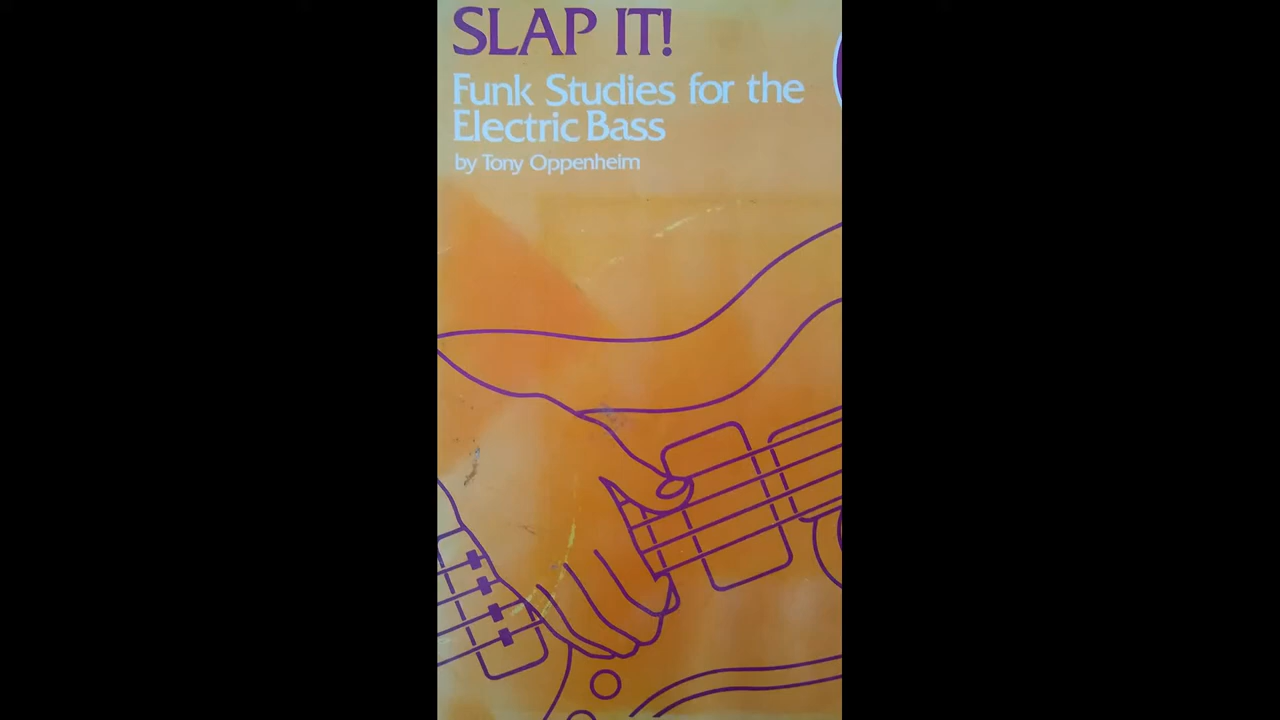 SLAP IT!
Funk Studies for the
Electric Bass
by Tony Oppenheim